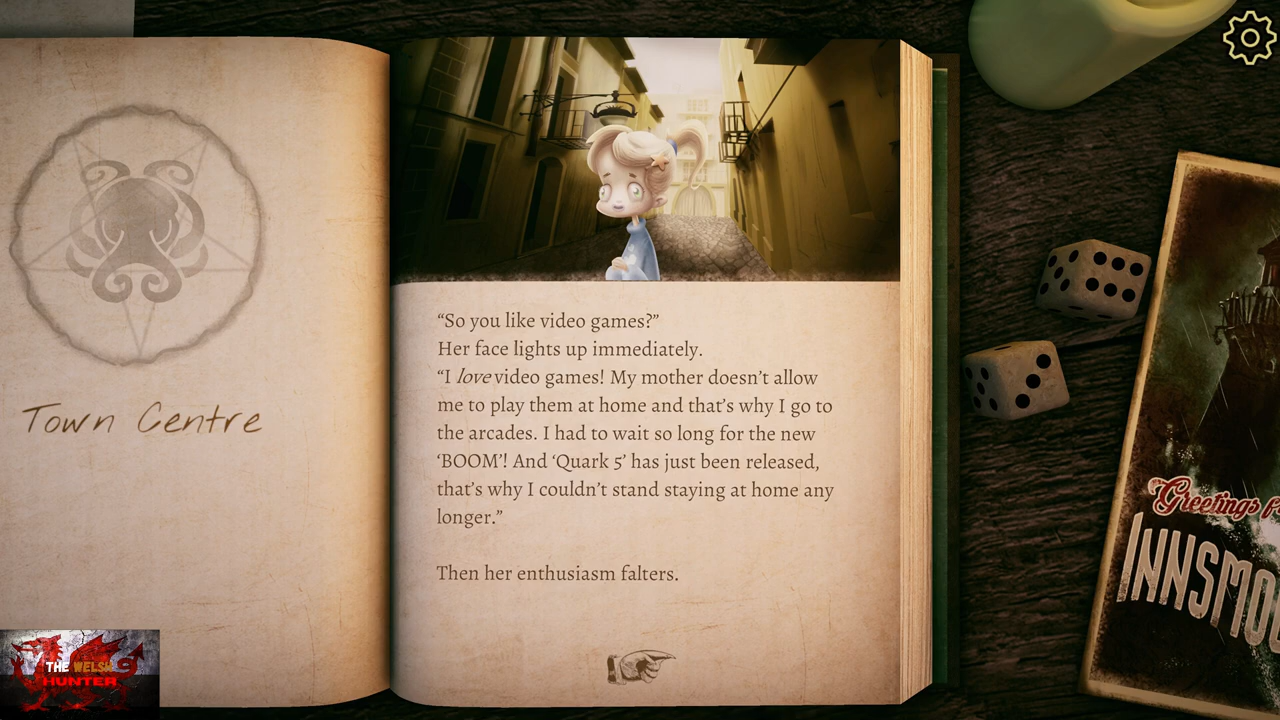 Town Centre
“So you like video games?”
Her face lights up immediately.
“I love video games! My mother doesn’t allow
me to play them at home and that’s why I go to
the arcades. I had to wait so long for the new
‘BOOM’! And ‘Quark 5’ has just been released,
that’s why I couldn’t stand staying at home any
longer.”
Then her enthusiasm falters.
Greetings f
INNSMO
THE WELSH
HUNTER